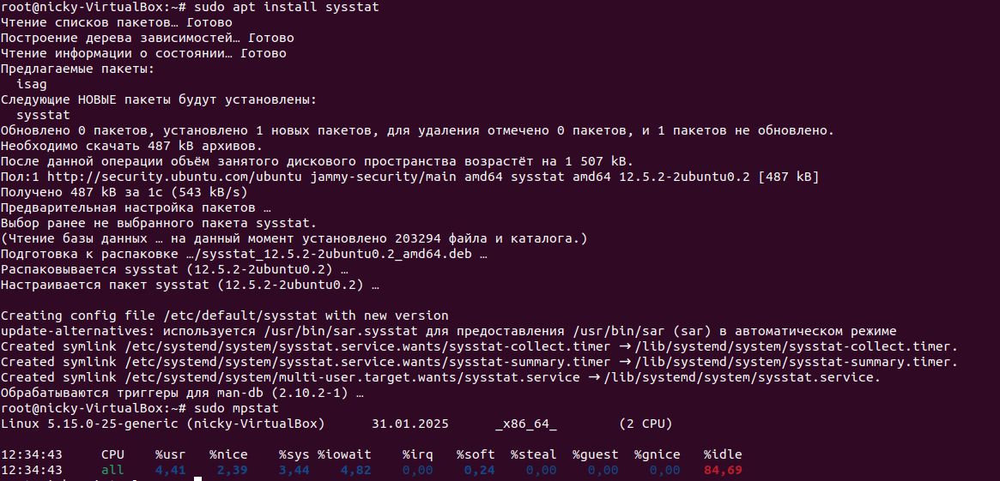 root@nicky-VirtualBox:~# sudo apt install sysstat
Чтение списков пакетов… Готово
Построение дерева зависимостей… Готово
Чтение информации о состоянии… Готово
Предлагаемые пакеты:
  isag
Следующие НОВЫЕ пакеты будут установлены:
  sysstat
Обновлено 0 пакетов, установлено 1 новых пакетов, для удаления отмечено 0 пакетов, и 1 пакетов не обновлено.
Необходимо скачать 487 kB архивов.
После данной операции объём занятого дискового пространства возрастёт на 1 507 kB.
Пол:1 http://security.ubuntu.com/ubuntu jammy-security/main amd64 sysstat amd64 12.5.2-2ubuntu0.2 [487 kB]
Получено 487 kB за 1с (543 kB/s)
Предварительная настройка пакетов …
Выбор ранее не выбранного пакета sysstat.
(Чтение базы данных … на данный момент установлено 203294 файла и каталога.)
Подготовка к распаковке …/sysstat_12.5.2-2ubuntu0.2_amd64.deb …
Распаковывается sysstat (12.5.2-2ubuntu0.2) …
Настраивается пакет sysstat (12.5.2-2ubuntu0.2) …

Creating config file /etc/default/sysstat with new version
update-alternatives: используется /usr/bin/sar.sysstat для предоставления /usr/bin/sar (sar) в автоматическом режиме
Created symlink /etc/systemd/system/sysstat.service.wants/sysstat-collect.timer → /lib/systemd/system/sysstat-collect.timer.
Created symlink /etc/systemd/system/sysstat.service.wants/sysstat-summary.timer → /lib/systemd/system/sysstat-summary.timer.
Created symlink /etc/systemd/system/multi-user.target.wants/sysstat.service → /lib/systemd/system/sysstat.service.
Обрабатываются триггеры для man-db (2.10.2-1) …
root@nicky-VirtualBox:~# sudo mpstat
Linux 5.15.0-25-generic (nicky-VirtualBox) 31.01.2025 _x86_64_ (2 CPU)

12:34:43 CPU %usr %nice %sys %iowait %irq %soft %steal %guest %gnice %idle
12:34:43 all 4,41 2,39 3,44 4,82 0,00 0,24 0,00 0,00 0,00 84,69